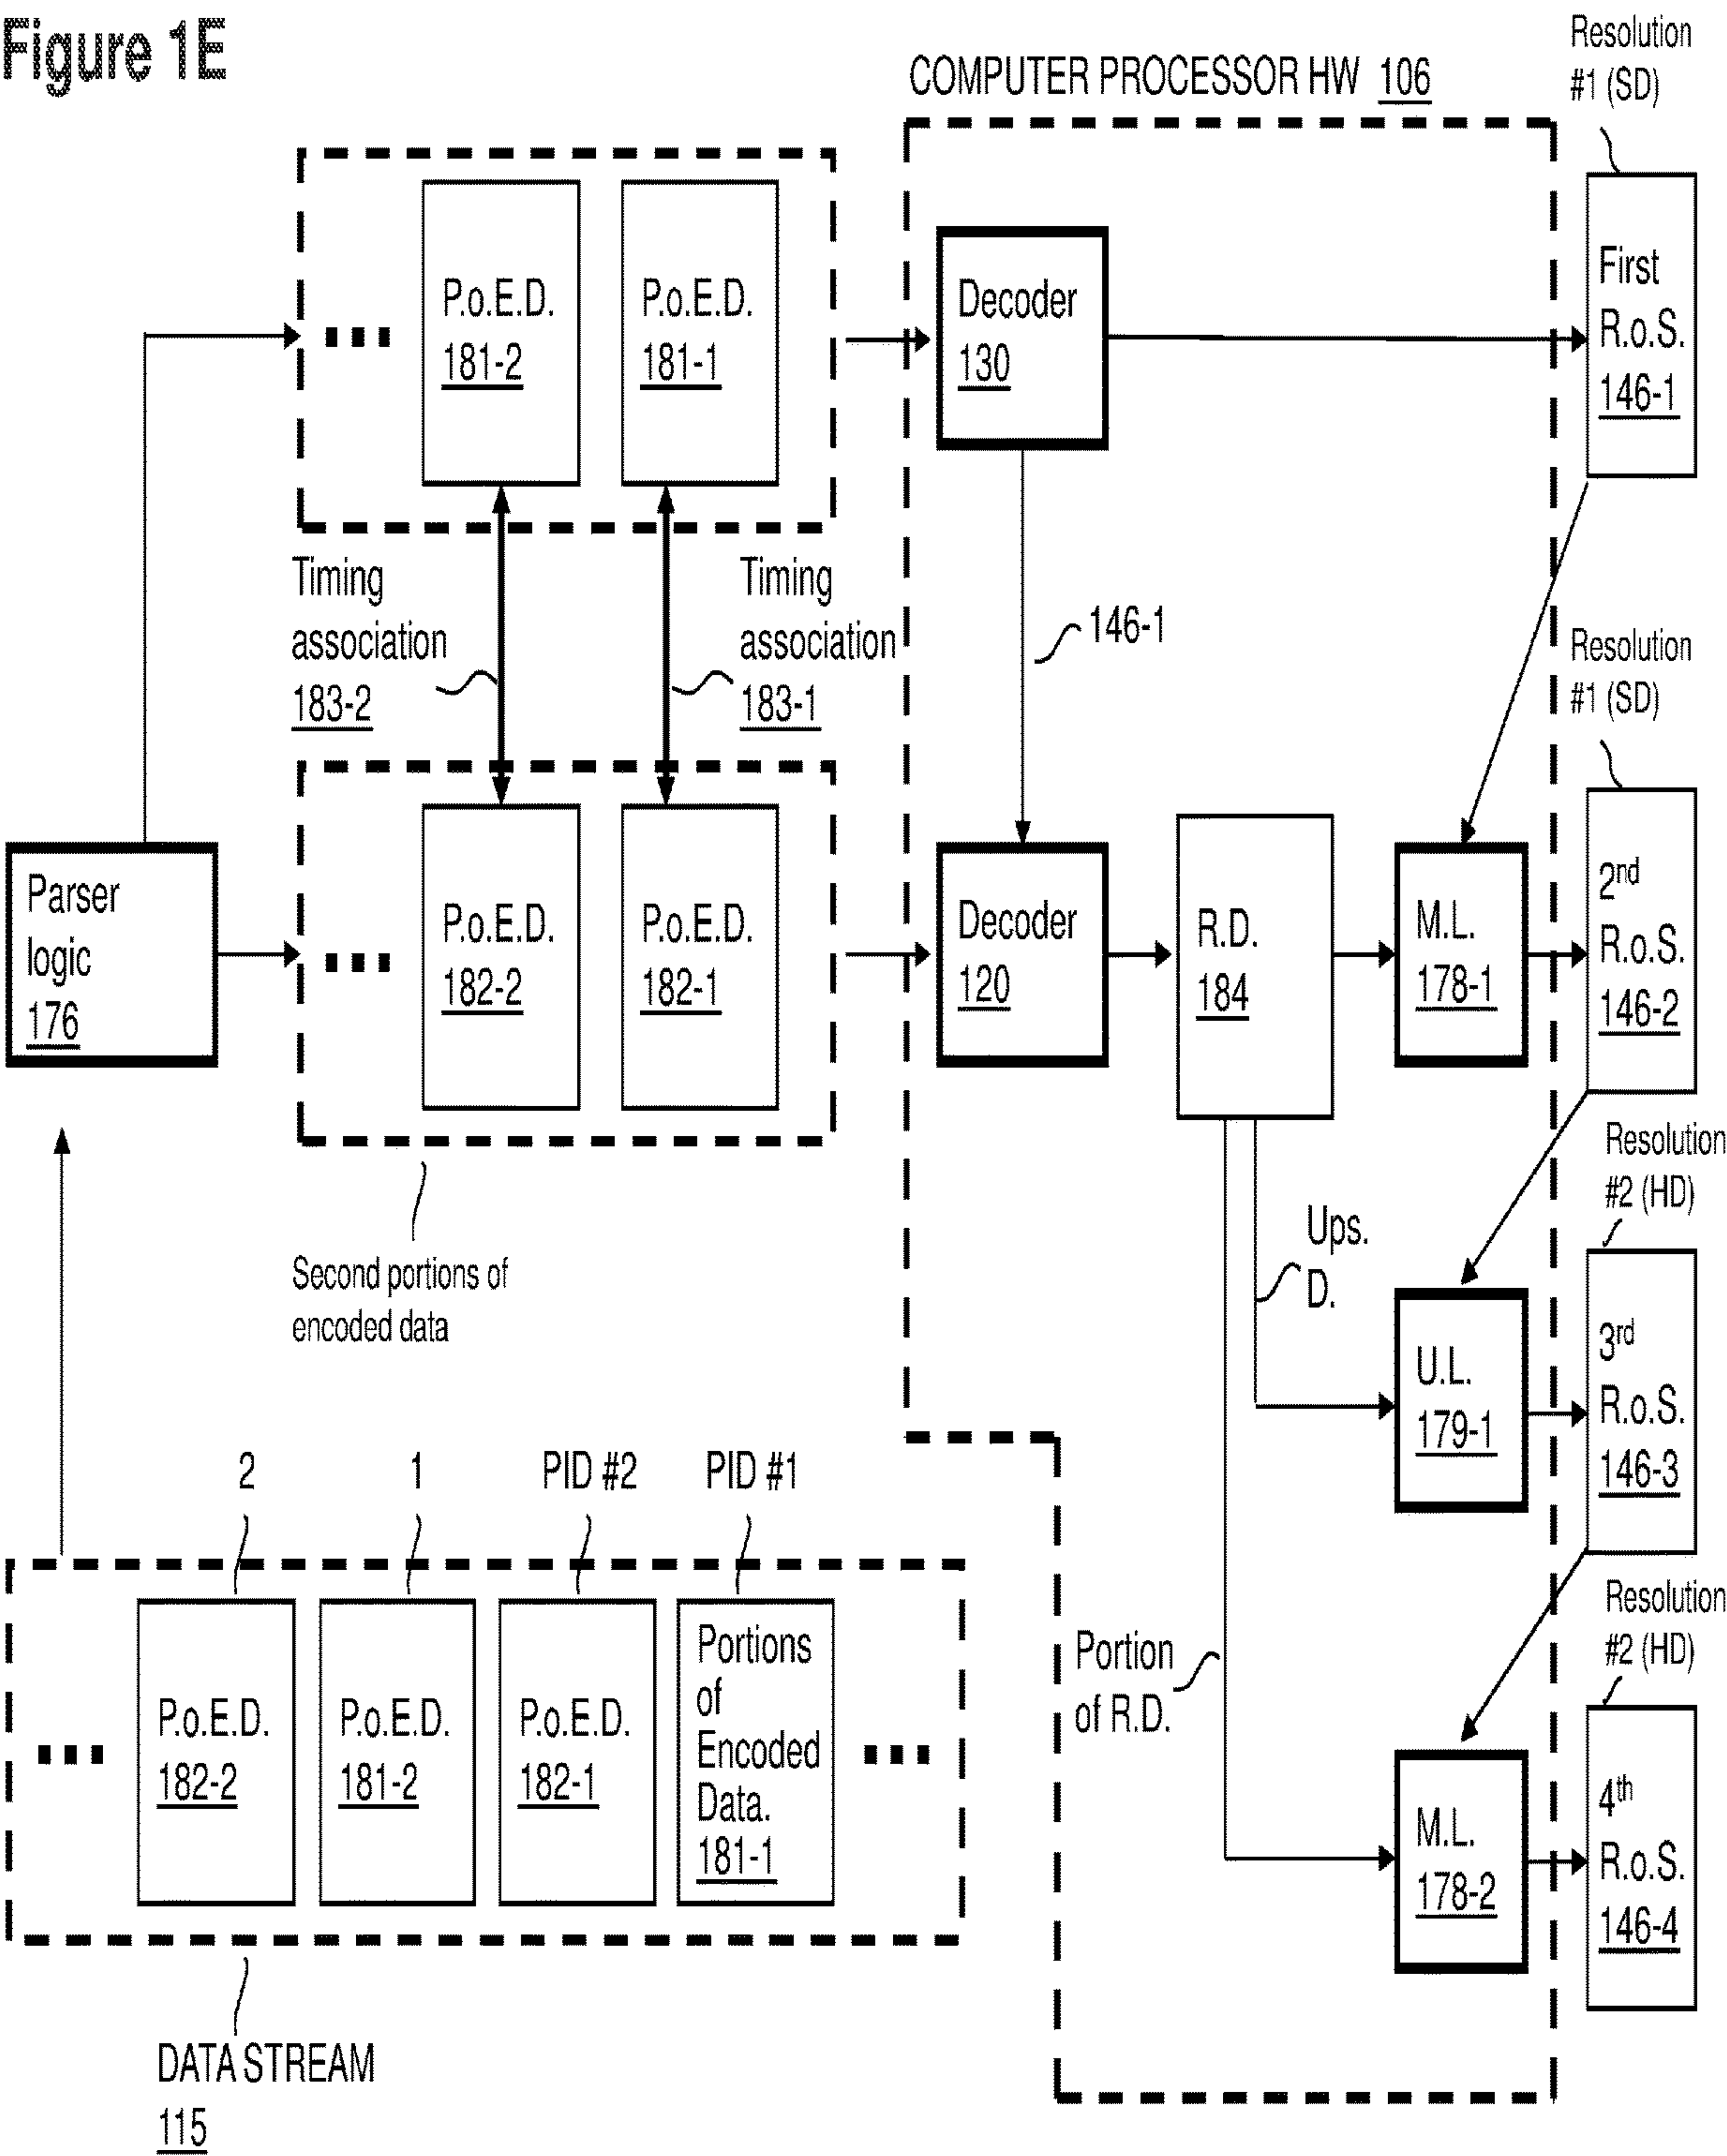 Figure 1E
COMPUTER PROCESSOR HW 106
Resolution
#1 (SD)
P.o.E.D.
181-2
P.o.E.D.
181-1
Decoder
130
First
R.o.S.
146-1
Timing
association
183-2
Timing
association
183-1
146-1
Resolution
#1 (SD)
Parser
logic
176
P.o.E.D.
182-2
P.o.E.D.
182-1
Decoder
120
R.D.
184
M.L.
178-1
2nd
R.o.S.
146-2
Second portions of
encoded data
Ups.
D.
Resolution
#2 (HD)
U.L.
179-1
3rd
R.o.S.
146-3
2
1
PID #2
PID #1
P.o.E.D.
182-2
P.o.E.D.
181-2
P.o.E.D.
182-1
Portions
of
Encoded
Data.
181-1
Portion
of R.D.
Resolution
#2 (HD)
M.L.
178-2
4th
R.o.S.
146-4
DATA STREAM
115